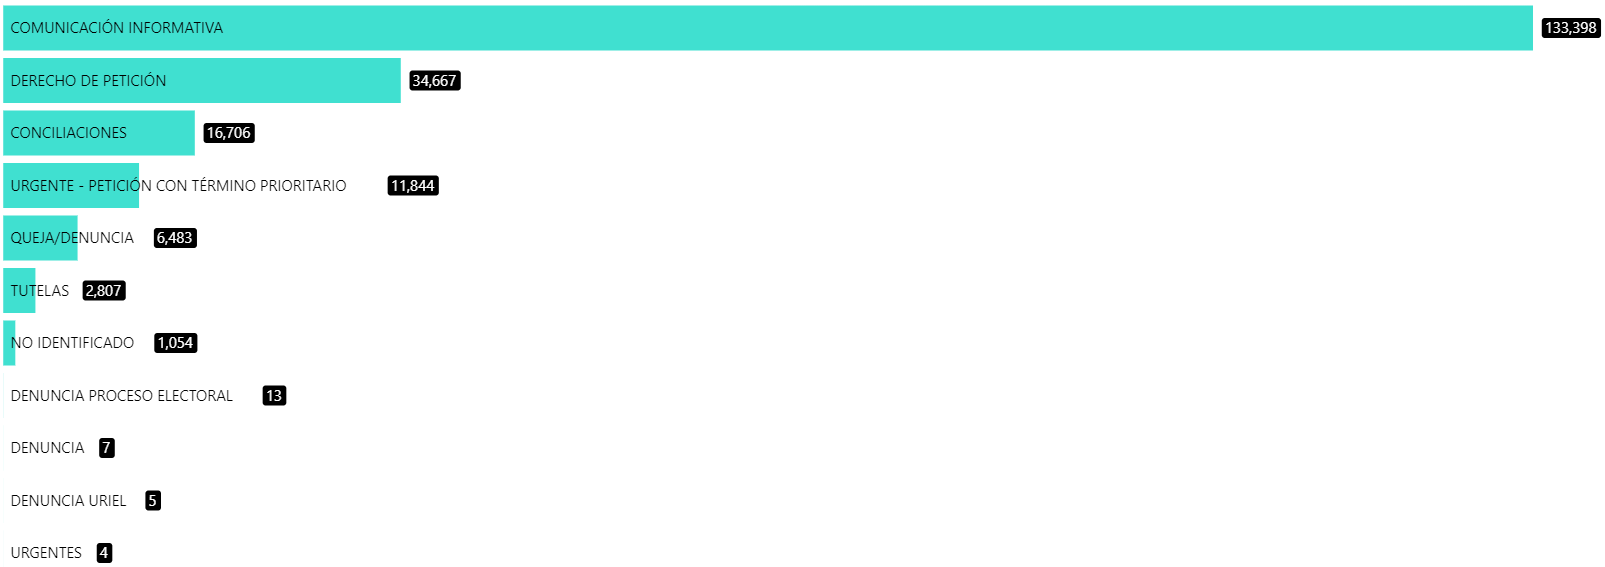 COMUNICACIÓN INFORMATIVA 133,398
DERECHO DE PETICIÓN 34,667
CONCILIACIONES 16,706
URGENTE - PETICIÓN CON TÉRMINO PRIORITARIO 11,844
QUEJA/DENUNCIA 6,483
TUTELAS 2,807
NO IDENTIFICADO 1,054
DENUNCIA PROCESO ELECTORAL 13
DENUNCIA 7
DENUNCIA URIEL 5
URGENTES 4